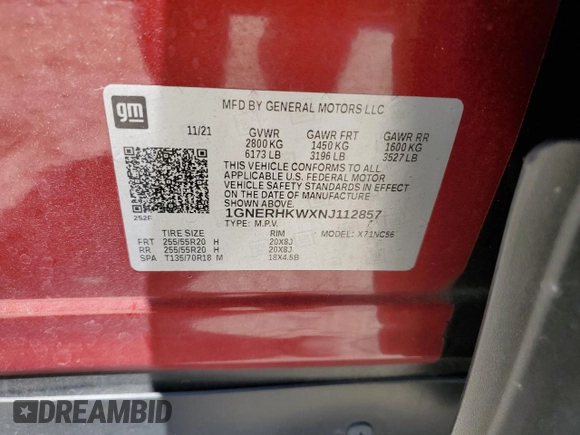 gm
MFD BY GENERAL MOTORS LLC
11/21 GVWR GAWR FRT GAWR RR
2800 KG 1450 KG 1600 KG
6173 LB 3196 LB 3527 LB
THIS VEHICLE CONFORMS TO ALL
APPLICABLE U.S. FEDERAL MOTOR
VEHICLE SAFETY STANDARDS IN EFFECT
ON THE DATE OF MANUFACTURE
SHOWN ABOVE.
252F
1GNERHKWXNJ112857
TYPE: M.P.V. MODEL: X71NC56
TIRE SIZE RIM
FRT 255/55R20 H 20X8J
RR 255/55R20 H 20X8J
SPA T135/70R18 M 18X4.5B
DREAMBID